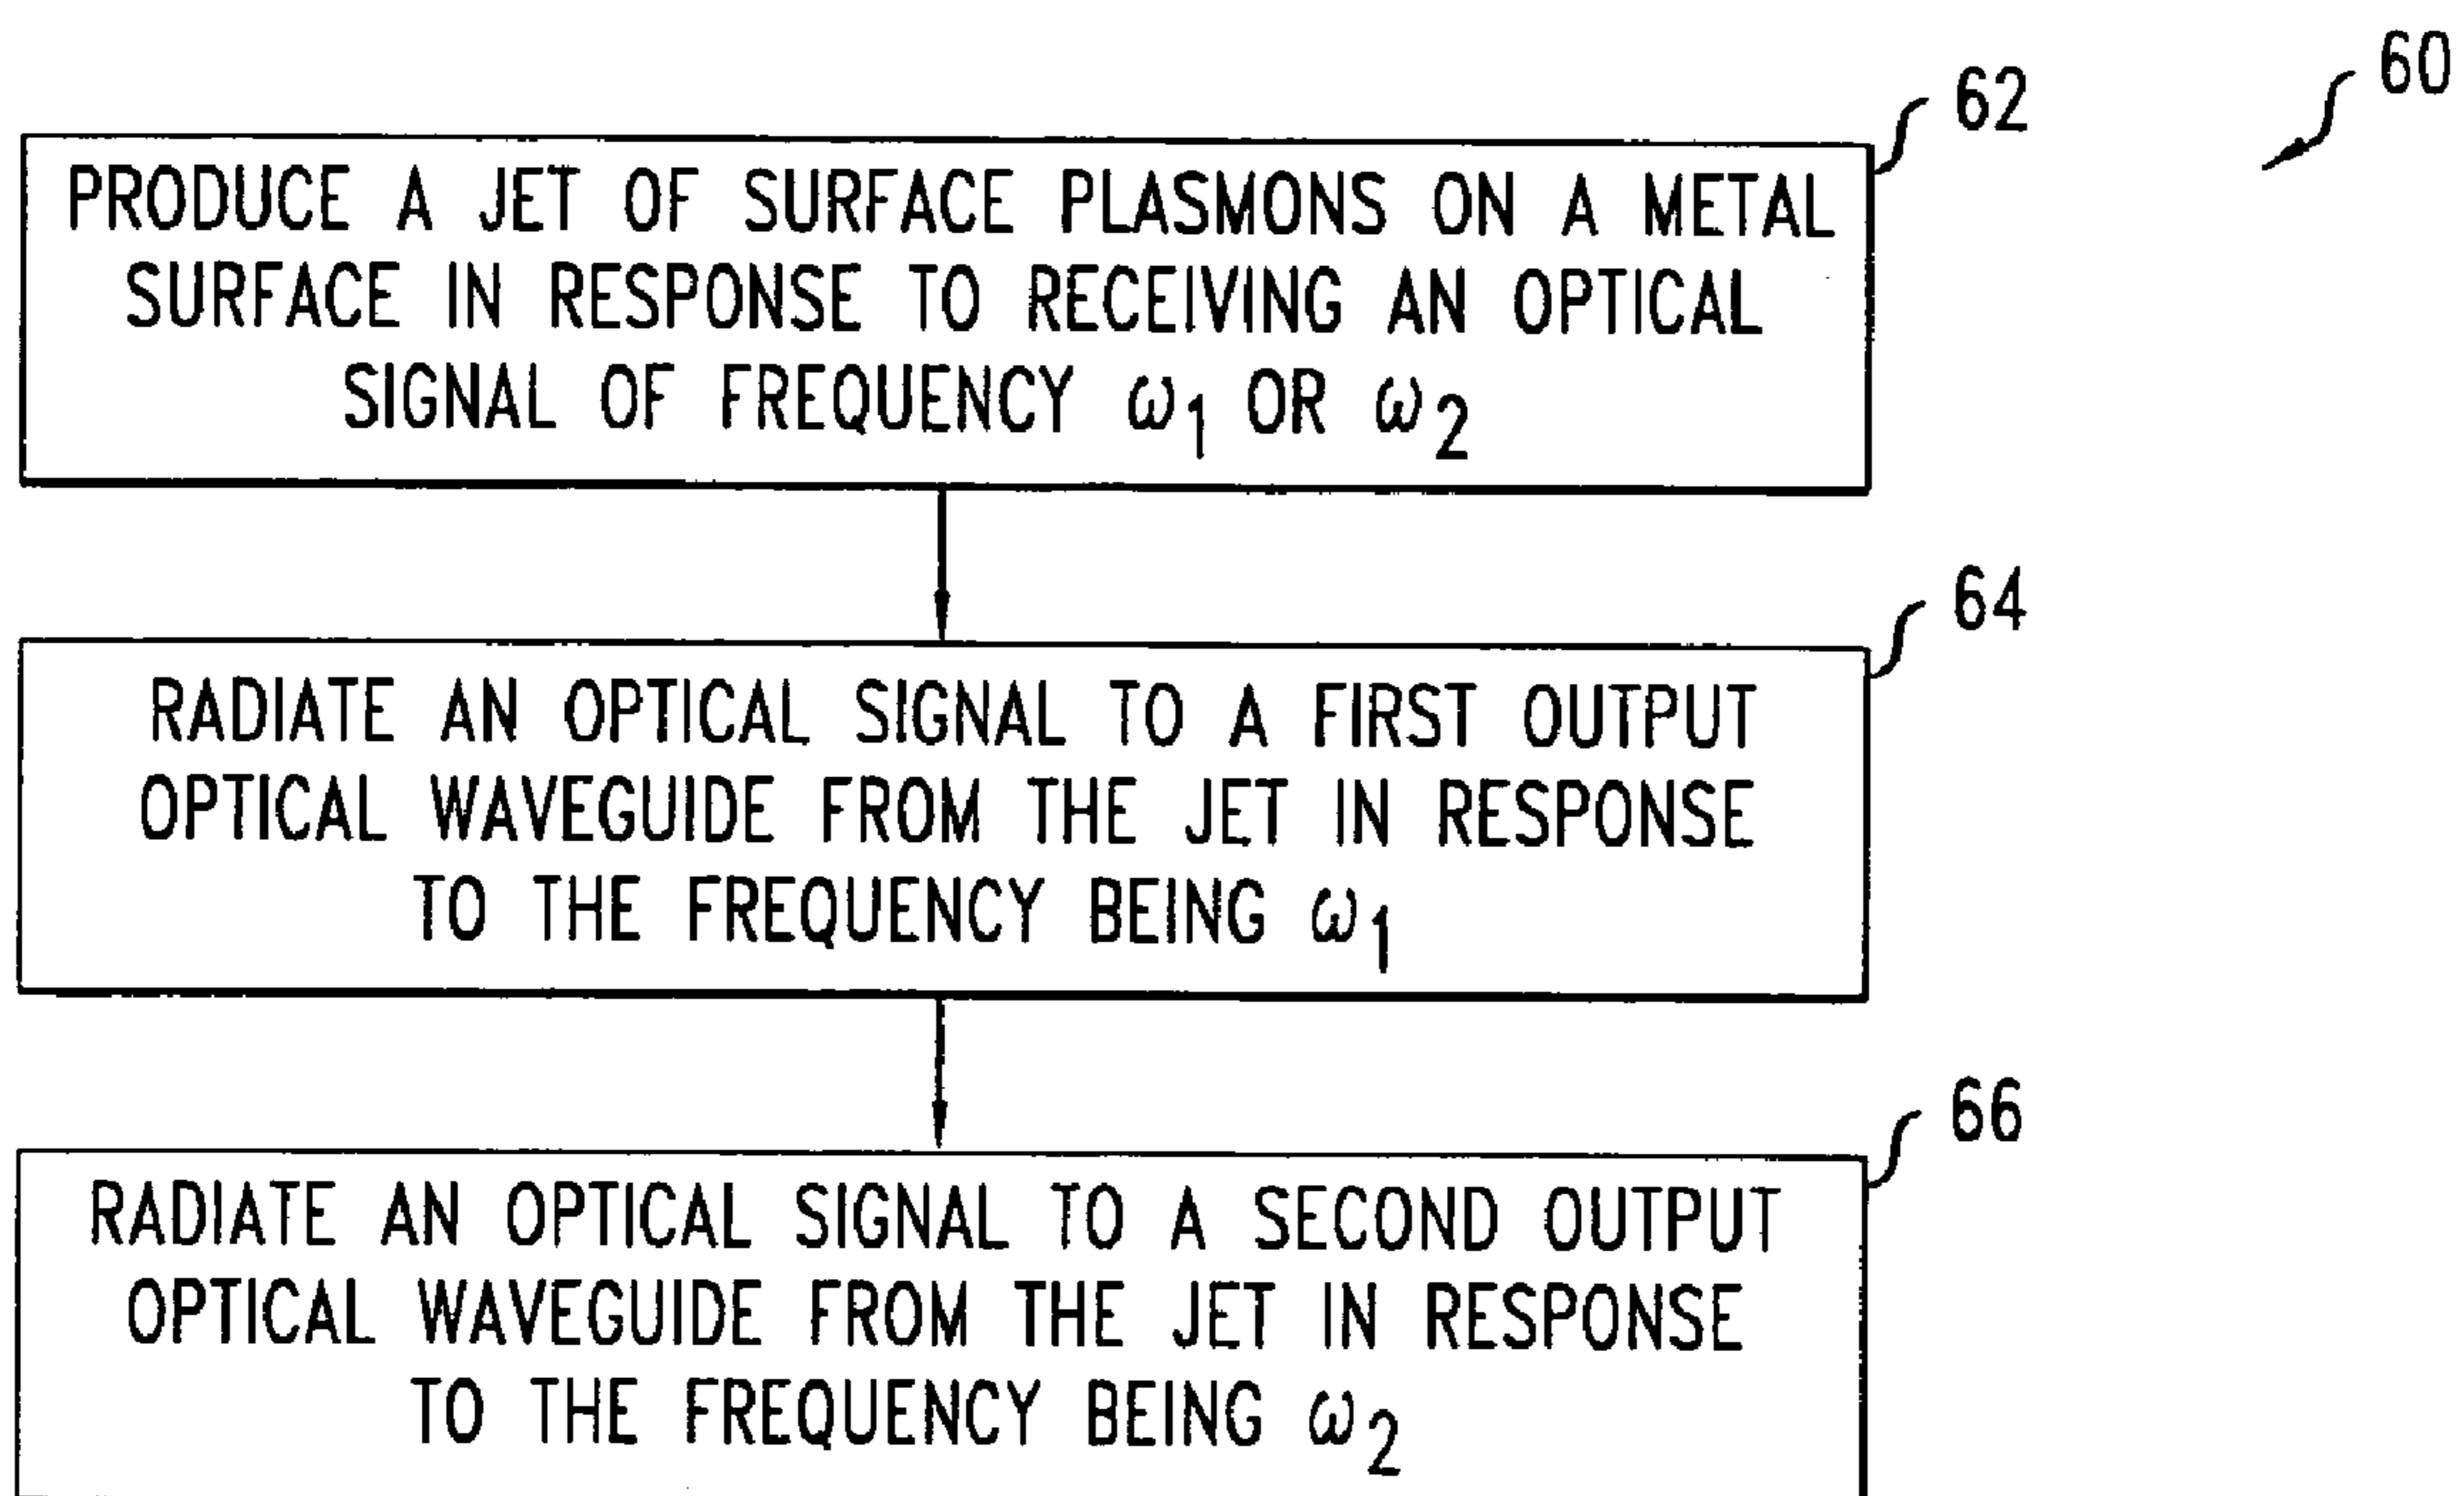 60
62
PRODUCE A JET OF SURFACE PLASMONS ON A METAL
SURFACE IN RESPONSE TO RECEIVING AN OPTICAL
SIGNAL OF FREQUENCY ω1 OR ω2
64
RADIATE AN OPTICAL SIGNAL TO A FIRST OUTPUT
OPTICAL WAVEGUIDE FROM THE JET IN RESPONSE
TO THE FREQUENCY BEING ω1
66
RADIATE AN OPTICAL SIGNAL TO A SECOND OUTPUT
OPTICAL WAVEGUIDE FROM THE JET IN RESPONSE
TO THE FREQUENCY BEING ω2